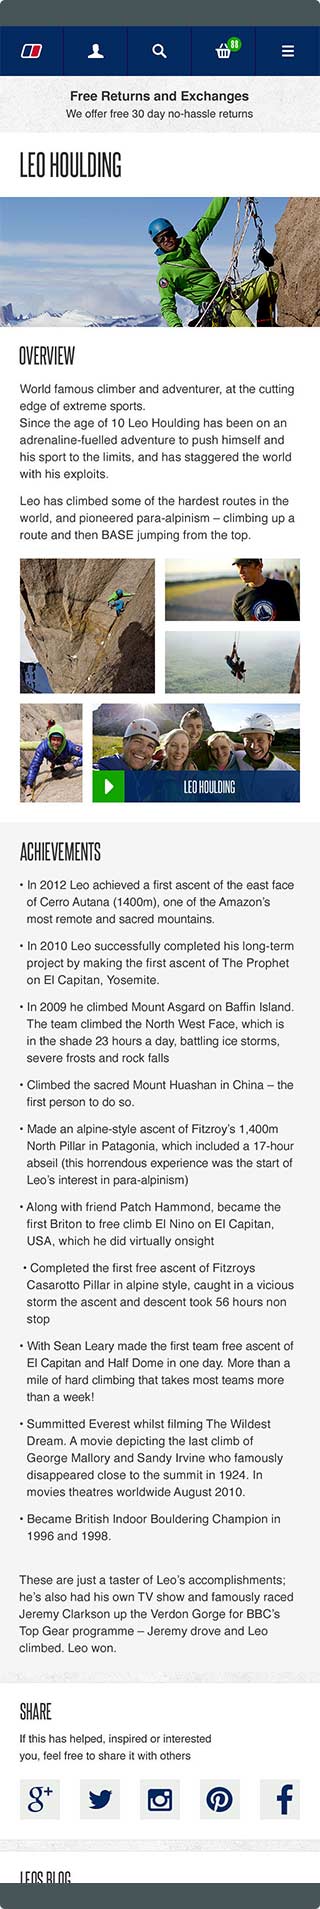 88
Free Returns and Exchanges
We offer free 30 day no-hassle returns
LEO HOULDING
OVERVIEW
World famous climber and adventurer, at the cutting
edge of extreme sports.
Since the age of 10 Leo Houlding has been on an
adrenaline-fuelled adventure to push himself and
his sport to the limits, and has staggered the world
with his exploits.
Leo has climbed some of the hardest routes in the
world, and pioneered para-alpinism – climbing up a
route and then BASE jumping from the top.
LEO HOULDING
ACHIEVEMENTS
• In 2012 Leo achieved a first ascent of the east face
of Cerro Autana (1400m), one of the Amazon's
most remote and sacred mountains.
• In 2010 Leo successfully completed his long-term
project by making the first ascent of The Prophet
on El Capitan, Yosemite.
• In 2009 he climbed Mount Asgard on Baffin Island.
The team climbed the North West Face, which is
in the shade 23 hours a day, battling ice storms,
severe frosts and rock falls
• Climbed the sacred Mount Huashan in China – the
first person to do so.
• Made an alpine-style ascent of Fitzroy's 1,400m
North Pillar in Patagonia, which included a 17-hour
abseil (this horrendous experience was the start of
Leo's interest in para-alpinism)
• Along with friend Patch Hammond, became the
first Briton to free climb El Nino on El Capitan,
USA, which he did virtually onsight
• Completed the first free ascent of Fitzroys
Casarotto Pillar in alpine style, caught in a vicious
storm the ascent and descent took 56 hours non
stop
• With Sean Leary made the first team free ascent of
El Capitan and Half Dome in one day. More than a
mile of hard climbing that takes most teams more
than a week!
• Summitted Everest whilst filming The Wildest
Dream. A movie depicting the last climb of
George Mallory and Sandy Irvine who famously
disappeared close to the summit in 1924. In
movies theatres worldwide August 2010.
• Became British Indoor Bouldering Champion in
1996 and 1998.
These are just a taster of Leo's accomplishments;
he's also had his own TV show and famously raced
Jeremy Clarkson up the Verdon Gorge for BBC's
Top Gear programme – Jeremy drove and Leo
climbed. Leo won.
SHARE
If this has helped, inspired or interested
you, feel free to share it with others
g+
LEOS BLOG